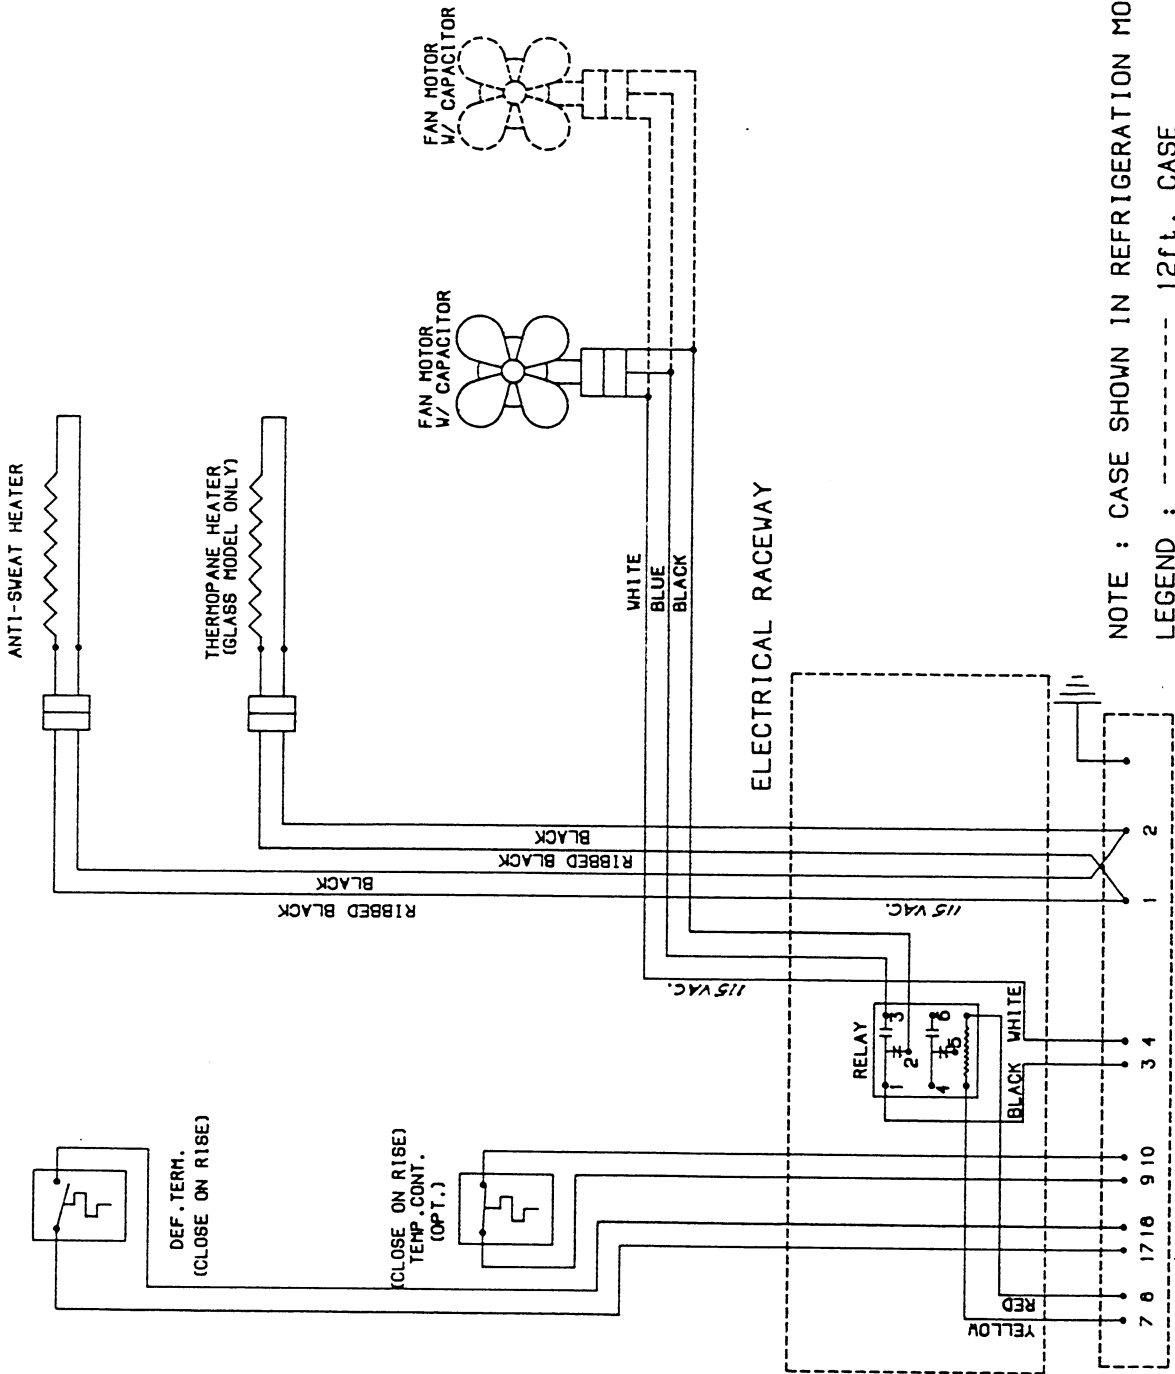 ANTI-SWEAT HEATER
THERMOPANE HEATER
(GLASS MODEL ONLY)
FAN MOTOR
W/ CAPACITOR
FAN MOTOR
W/ CAPACITOR
DEF.TERM.
(CLOSE ON RISE)
(CLOSE ON RISE)
TEMP.CONT.
(OPT.)
RIBBED BLACK
BLACK
RIBBED BLACK
BLACK
WHITE
BLUE
BLACK
115 VAC.
115 VAC.
ELECTRICAL RACEWAY
RELAY
1 2 3
4 5 6
BLACK
WHITE
YELLOW
RED
7 8 17 18 9 10 3 4 1 2
NOTE : CASE SHOWN IN REFRIGERATION MO
LEGEND : ---------- 12ft. CASE